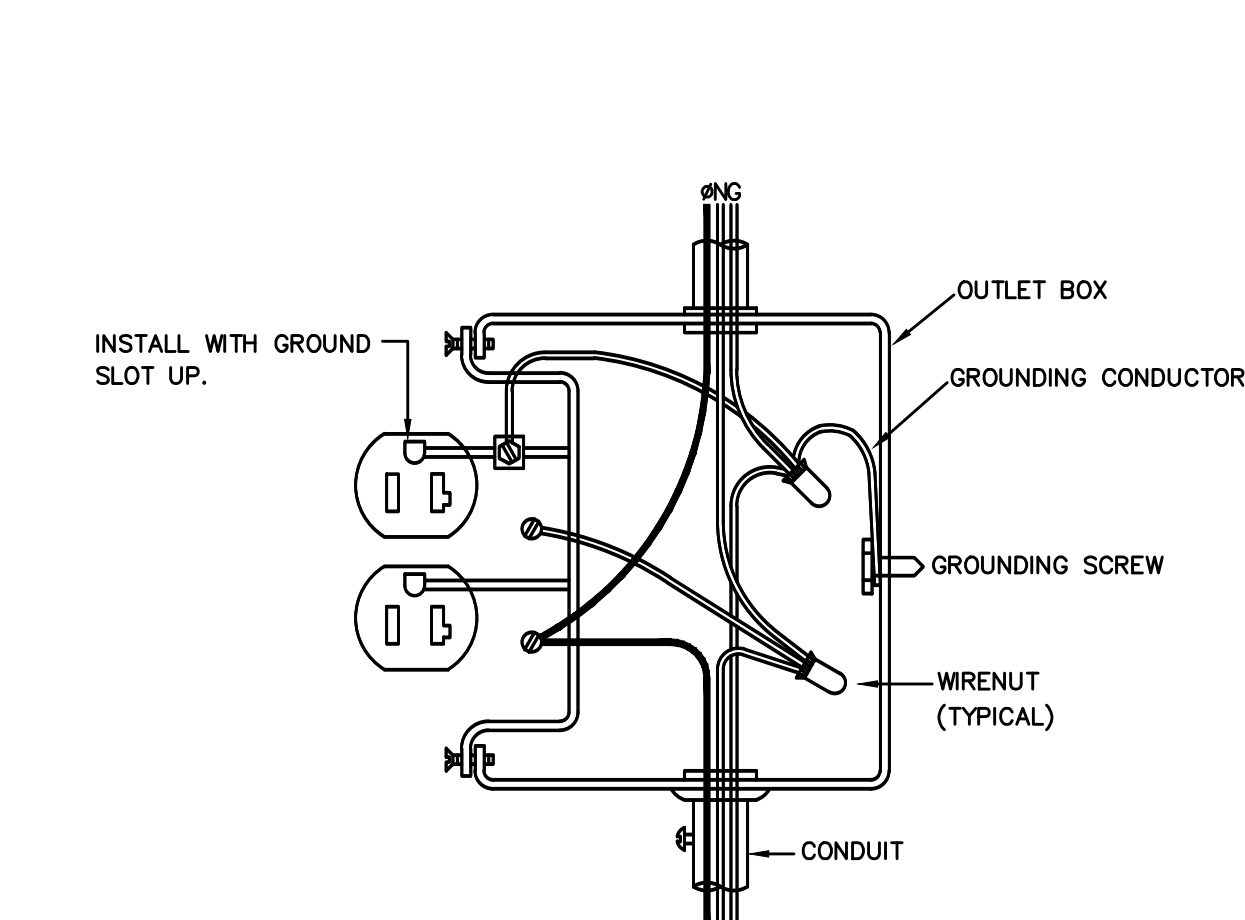 øNG
OUTLET BOX
INSTALL WITH GROUND
SLOT UP.
GROUNDING CONDUCTOR
GROUNDING SCREW
WIRENUT
(TYPICAL)
CONDUIT